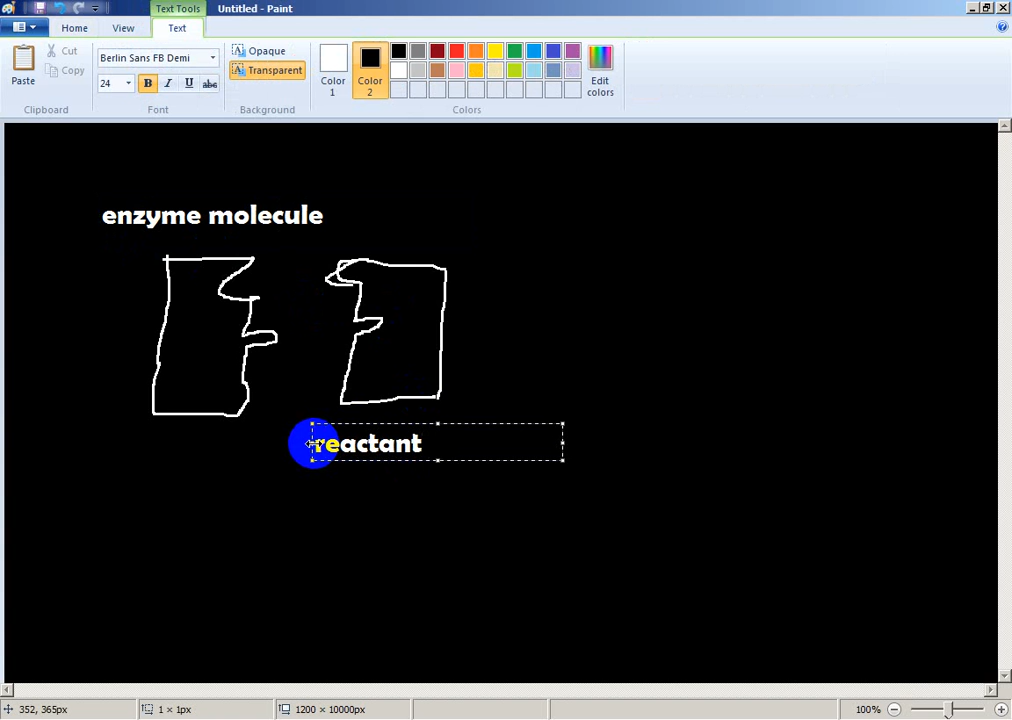 Text Tools
Untitled - Paint
Home
View
Text
Paste
Cut
Copy
Clipboard
Berlin Sans FB Demi
24
B I U abc
Font
Opaque
Transparent
Background
Color 1
Color 2
Edit colors
Colors
enzyme molecule
reactant
352, 365px
1 × 1px
1200 × 10000px
100%